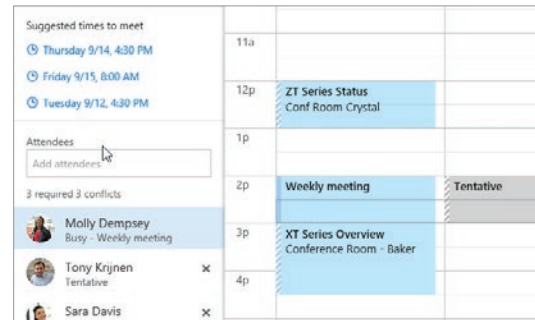 Suggested times to meet
Thursday 9/14, 4:30 PM
Friday 9/15, 8:00 AM
Tuesday 9/12, 4:30 PM
Attendees
Add attendees
3 required 3 conflicts
Molly Dempsey
Busy - Weekly meeting
Tony Krijnen
Tentative
Sara Davis
11a
12p
ZT Series Status
Conf Room Crystal
1p
2p
Weekly meeting
Tentative
3p
XT Series Overview
Conference Room - Baker
4p